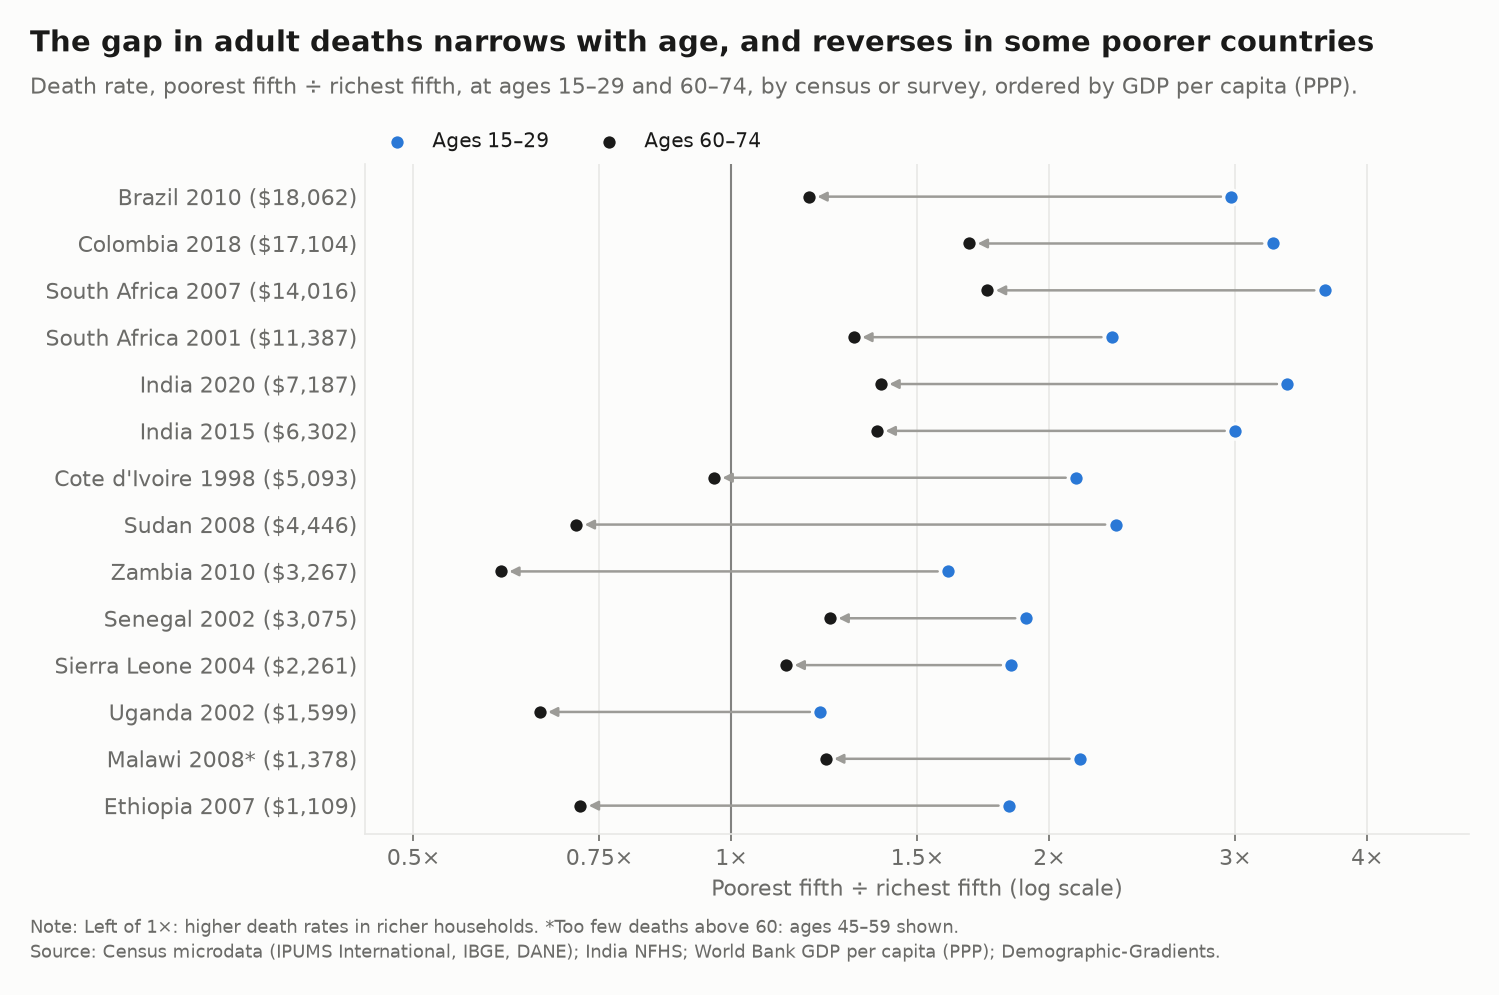 The gap in adult deaths narrows with age, and reverses in some poorer countries
Death rate, poorest fifth ÷ richest fifth, at ages 15–29 and 60–74, by census or survey, ordered by GDP per capita (PPP).
Ages 15–29
Ages 60–74
Brazil 2010 ($18,062)
Colombia 2018 ($17,104)
South Africa 2007 ($14,016)
South Africa 2001 ($11,387)
India 2020 ($7,187)
India 2015 ($6,302)
Cote d'Ivoire 1998 ($5,093)
Sudan 2008 ($4,446)
Zambia 2010 ($3,267)
Senegal 2002 ($3,075)
Sierra Leone 2004 ($2,261)
Uganda 2002 ($1,599)
Malawi 2008* ($1,378)
Ethiopia 2007 ($1,109)
0.5× 0.75× 1× 1.5× 2× 3× 4×
Poorest fifth ÷ richest fifth (log scale)
Note: Left of 1×: higher death rates in richer households. *Too few deaths above 60: ages 45–59 shown.
Source: Census microdata (IPUMS International, IBGE, DANE); India NFHS; World Bank GDP per capita (PPP); Demographic-Gradients.